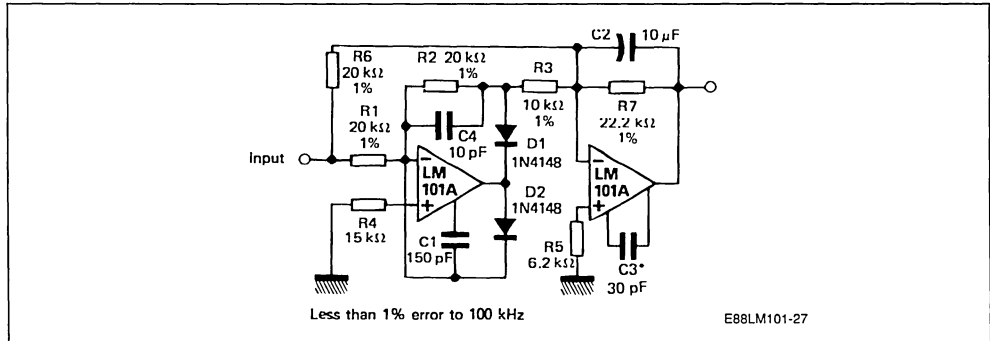 C2
10 µF
R6
20 kΩ
1%
R2 20 kΩ
1%
R3
10 kΩ
1%
R7
22.2 kΩ
1%
R1
20 kΩ
1%
C4
10 pF
D1
1N4148
Input
−
LM
101A
+
−
LM
101A
+
D2
1N4148
R4
15 kΩ
C1
150 pF
R5
6.2 kΩ
C3*
30 pF
Less than 1% error to 100 kHz
E88LM101-27